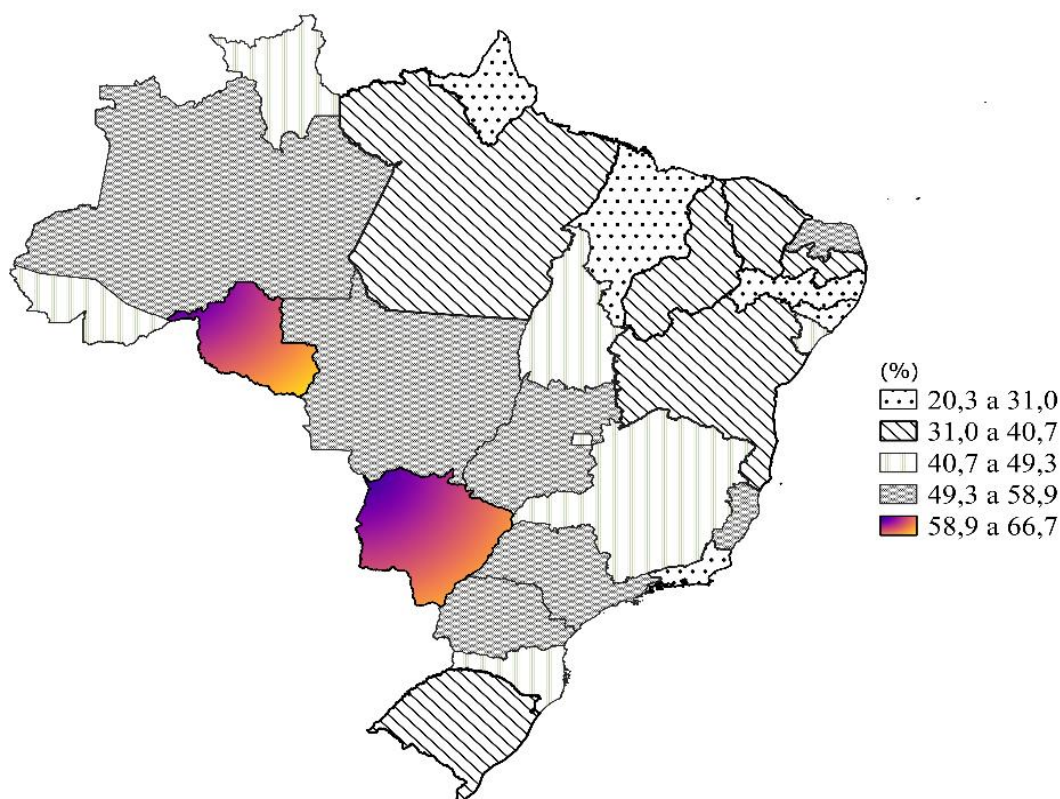 (%)
20,3 a 31,0
31,0 a 40,7
40,7 a 49,3
49,3 a 58,9
58,9 a 66,7